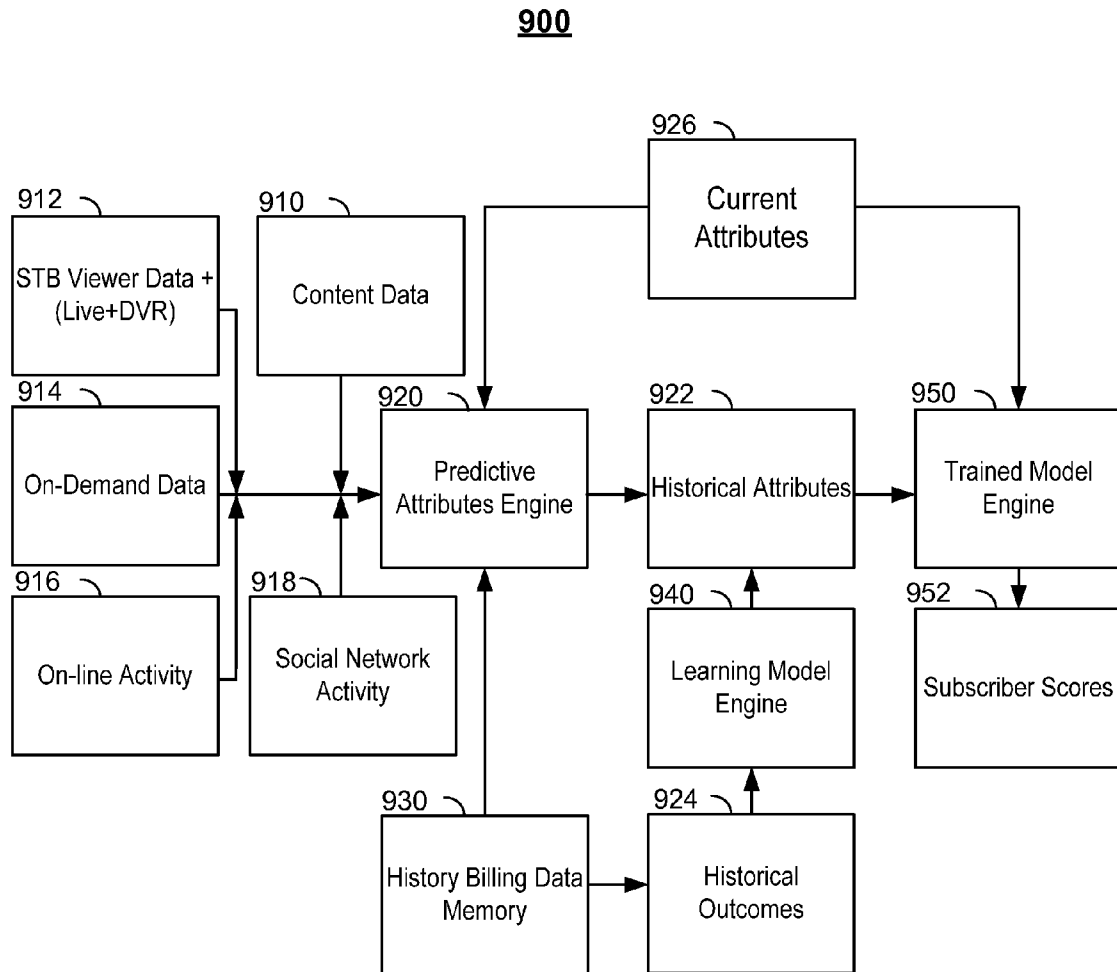 900
926
Current
Attributes
912
STB Viewer Data +
(Live+DVR)
910
Content Data
914
On-Demand Data
920
Predictive
Attributes Engine
922
Historical Attributes
950
Trained Model
Engine
916
On-line Activity
918
Social Network
Activity
940
Learning Model
Engine
952
Subscriber Scores
930
History Billing Data
Memory
924
Historical
Outcomes